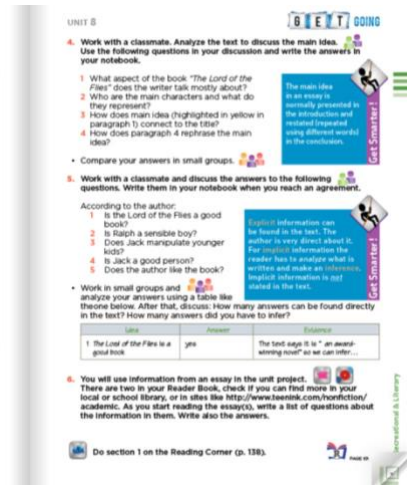 UNIT 8
G E T GOING
4. Work with a classmate. Analyze the text to discuss the main idea.
Use the following questions in your discussion and write the answers in
your notebook.
1 What aspect of the book "The Lord of the
Flies" does the writer talk mostly about?
2 Who are the main characters and what do
they represent?
3 How does main idea (highlighted in yellow in
paragraph 1) connect to the title?
4 How does paragraph 4 rephrase the main
idea?
• Compare your answers in small groups.
The main idea
in an essay is
normally presented in
the introduction and
restated (repeated
using different words)
in the conclusion.
Get Smarter!
5. Work with a classmate and discuss the answers to the following
questions. Write them in your notebook when you reach an agreement.
According to the author:
1 Is the Lord of the Flies a good
book?
2 Is Ralph a sensible boy?
3 Does Jack manipulate younger
kids?
4 Is Jack a good person?
5 Does the author like the book?
• Work in small groups and
analyze your answers using a table like
theone below. After that, discuss: How many answers can be found directly
in the text? How many answers did you have to infer?
Explicit information can
be found in the text. The
author is very direct about it.
For implicit information the
reader has to analyze what is
written and make an inference.
Implicit information is not
stated in the text.
Get Smarter!
Idea Answer Evidence
1 The Lost of the Flies is a
good book
yes
The text says it is " an award-
winning novel" so we can infer...
6. You will use information from an essay in the unit project.
There are two in your Reader Book, check if you can find more in your
local or school library, or in sites like http://www.teenink.com/nonfiction/
academic. As you start reading the essay(s), write a list of questions about
the information in them. Write also the answers.
Do section 1 on the Reading Corner (p. 138).
Recreational & Literary